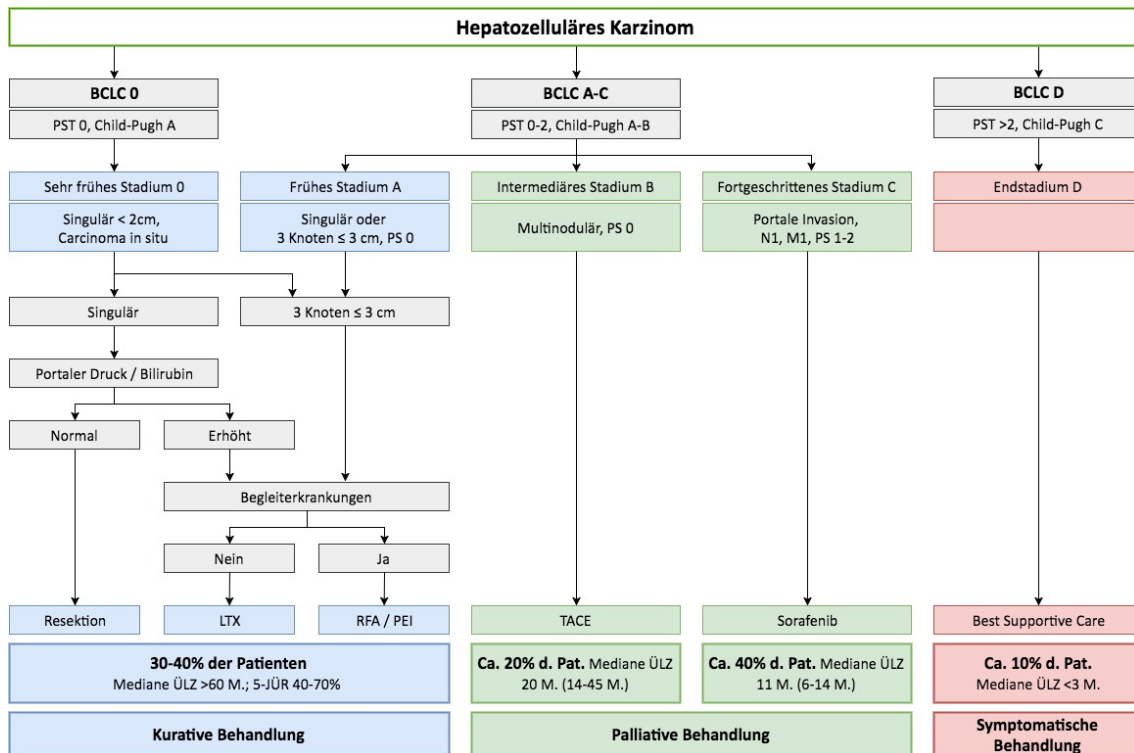 Hepatozelluläres Karzinom
BCLC 0
PST 0, Child-Pugh A
BCLC A-C
PST 0-2, Child-Pugh A-B
BCLC D
PST >2, Child-Pugh C
Sehr frühes Stadium 0
Singulär < 2cm,
Carcinoma in situ
Frühes Stadium A
Singulär oder
3 Knoten ≤ 3 cm, PS 0
Intermediäres Stadium B
Multinodulär, PS 0
Fortgeschrittenes Stadium C
Portale Invasion,
N1, M1, PS 1-2
Endstadium D
Singulär
3 Knoten ≤ 3 cm
Portaler Druck / Bilirubin
Normal
Erhöht
Begleiterkrankungen
Nein
Ja
Resektion
LTX
RFA / PEI
TACE
Sorafenib
Best Supportive Care
30-40% der Patienten
Mediane ÜLZ >60 M.; 5-JÜR 40-70%
Ca. 20% d. Pat. Mediane ÜLZ
20 M. (14-45 M.)
Ca. 40% d. Pat. Mediane ÜLZ
11 M. (6-14 M.)
Ca. 10% d. Pat.
Mediane ÜLZ <3 M.
Kurative Behandlung
Palliative Behandlung
Symptomatische
Behandlung